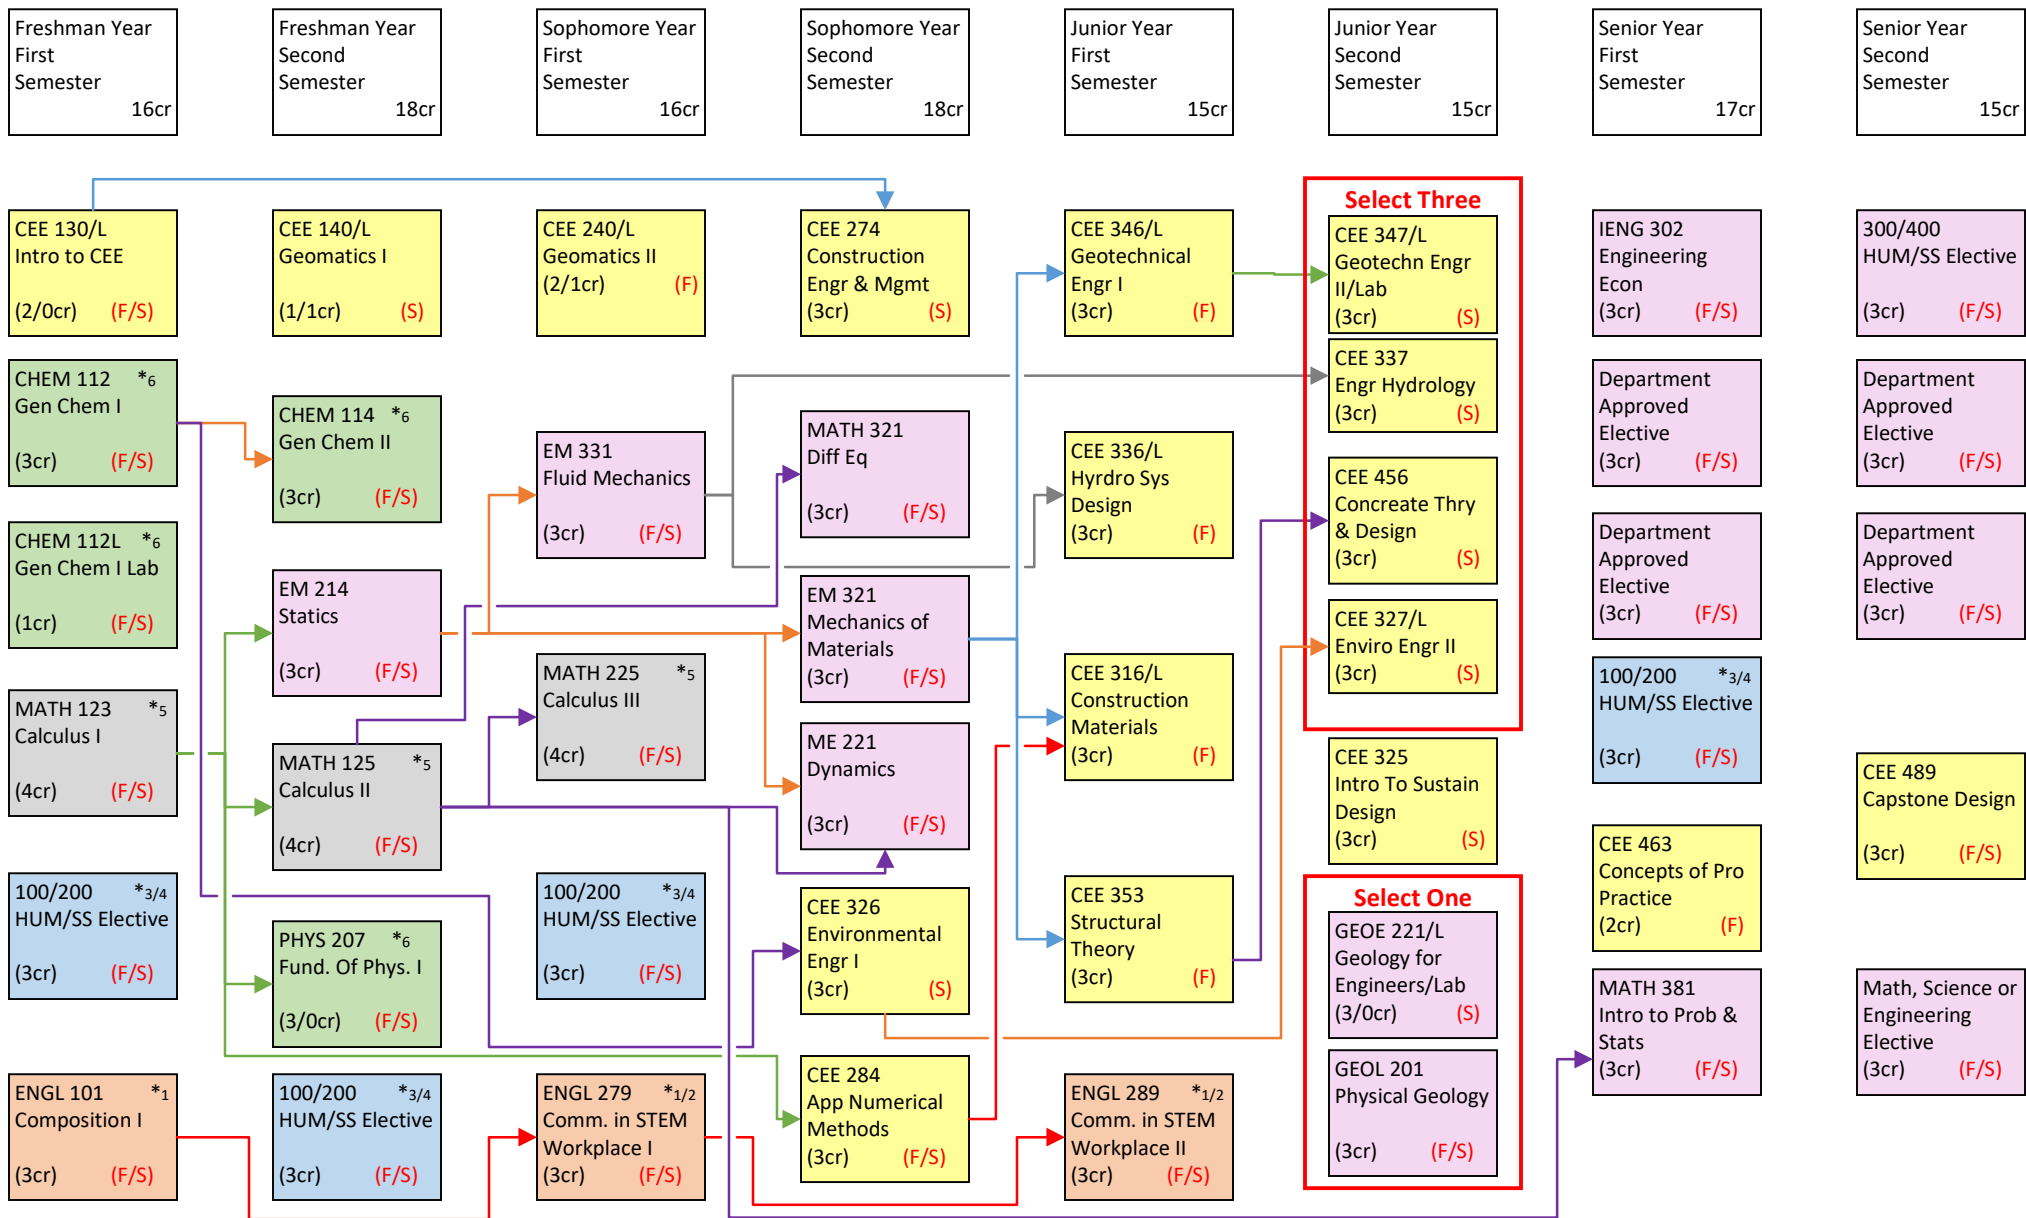 Freshman Year
First
Semester
16cr
Freshman Year
Second
Semester
18cr
Sophomore Year
First
Semester
16cr
Sophomore Year
Second
Semester
18cr
Junior Year
First
Semester
15cr
Junior Year
Second
Semester
15cr
Senior Year
First
Semester
17cr
Senior Year
Second
Semester
15cr
CEE 130/L
Intro to CEE
(2/0cr) (F/S)
CHEM 112 *6
Gen Chem I
(3cr) (F/S)
CHEM 112L *6
Gen Chem I Lab
(1cr) (F/S)
MATH 123 *5
Calculus I
(4cr) (F/S)
100/200 *3/4
HUM/SS Elective
(3cr) (F/S)
ENGL 101 *1
Composition I
(3cr) (F/S)
CEE 140/L
Geomatics I
(1/1cr) (S)
CHEM 114 *6
Gen Chem II
(3cr) (F/S)
EM 214
Statics
(3cr) (F/S)
MATH 125 *5
Calculus II
(4cr) (F/S)
PHYS 207 *6
Fund. Of Phys. I
(3/0cr) (F/S)
100/200 *3/4
HUM/SS Elective
(3cr) (F/S)
CEE 240/L
Geomatics II
(2/1cr) (F)
EM 331
Fluid Mechanics
(3cr) (F/S)
MATH 225 *5
Calculus III
(4cr) (F/S)
100/200 *3/4
HUM/SS Elective
(3cr) (F/S)
ENGL 279 *1/2
Comm. in STEM
Workplace I
(3cr) (F/S)
CEE 274
Construction
Engr & Mgmt
(3cr) (S)
MATH 321
Diff Eq
(3cr) (F/S)
EM 321
Mechanics of
Materials
(3cr) (F/S)
ME 221
Dynamics
(3cr) (F/S)
CEE 326
Environmental
Engr I
(3cr) (S)
CEE 284
App Numerical
Methods
(3cr) (F/S)
CEE 346/L
Geotechnical
Engr I
(3cr) (F)
CEE 336/L
Hyrdro Sys
Design
(3cr) (F)
CEE 316/L
Construction
Materials
(3cr) (F)
CEE 353
Structural
Theory
(3cr) (F)
ENGL 289 *1/2
Comm. in STEM
Workplace II
(3cr) (F/S)
Select Three
CEE 347/L
Geotechn Engr
II/Lab
(3cr) (S)
CEE 337
Engr Hydrology
(3cr) (S)
CEE 456
Concreate Thry
& Design
(3cr) (S)
CEE 327/L
Enviro Engr II
(3cr) (S)
CEE 325
Intro To Sustain
Design
(3cr) (S)
Select One
GEOE 221/L
Geology for
Engineers/Lab
(3/0cr) (S)
GEOL 201
Physical Geology
(3cr) (F/S)
IENG 302
Engineering
Econ
(3cr) (F/S)
Department
Approved
Elective
(3cr) (F/S)
Department
Approved
Elective
(3cr) (F/S)
100/200 *3/4
HUM/SS Elective
(3cr) (F/S)
CEE 463
Concepts of Pro
Practice
(2cr) (F)
MATH 381
Intro to Prob &
Stats
(3cr) (F/S)
300/400
HUM/SS Elective
(3cr) (F/S)
Department
Approved
Elective
(3cr) (F/S)
Department
Approved
Elective
(3cr) (F/S)
CEE 489
Capstone Design
(3cr) (F/S)
Math, Science or
Engineering
Elective
(3cr) (F/S)